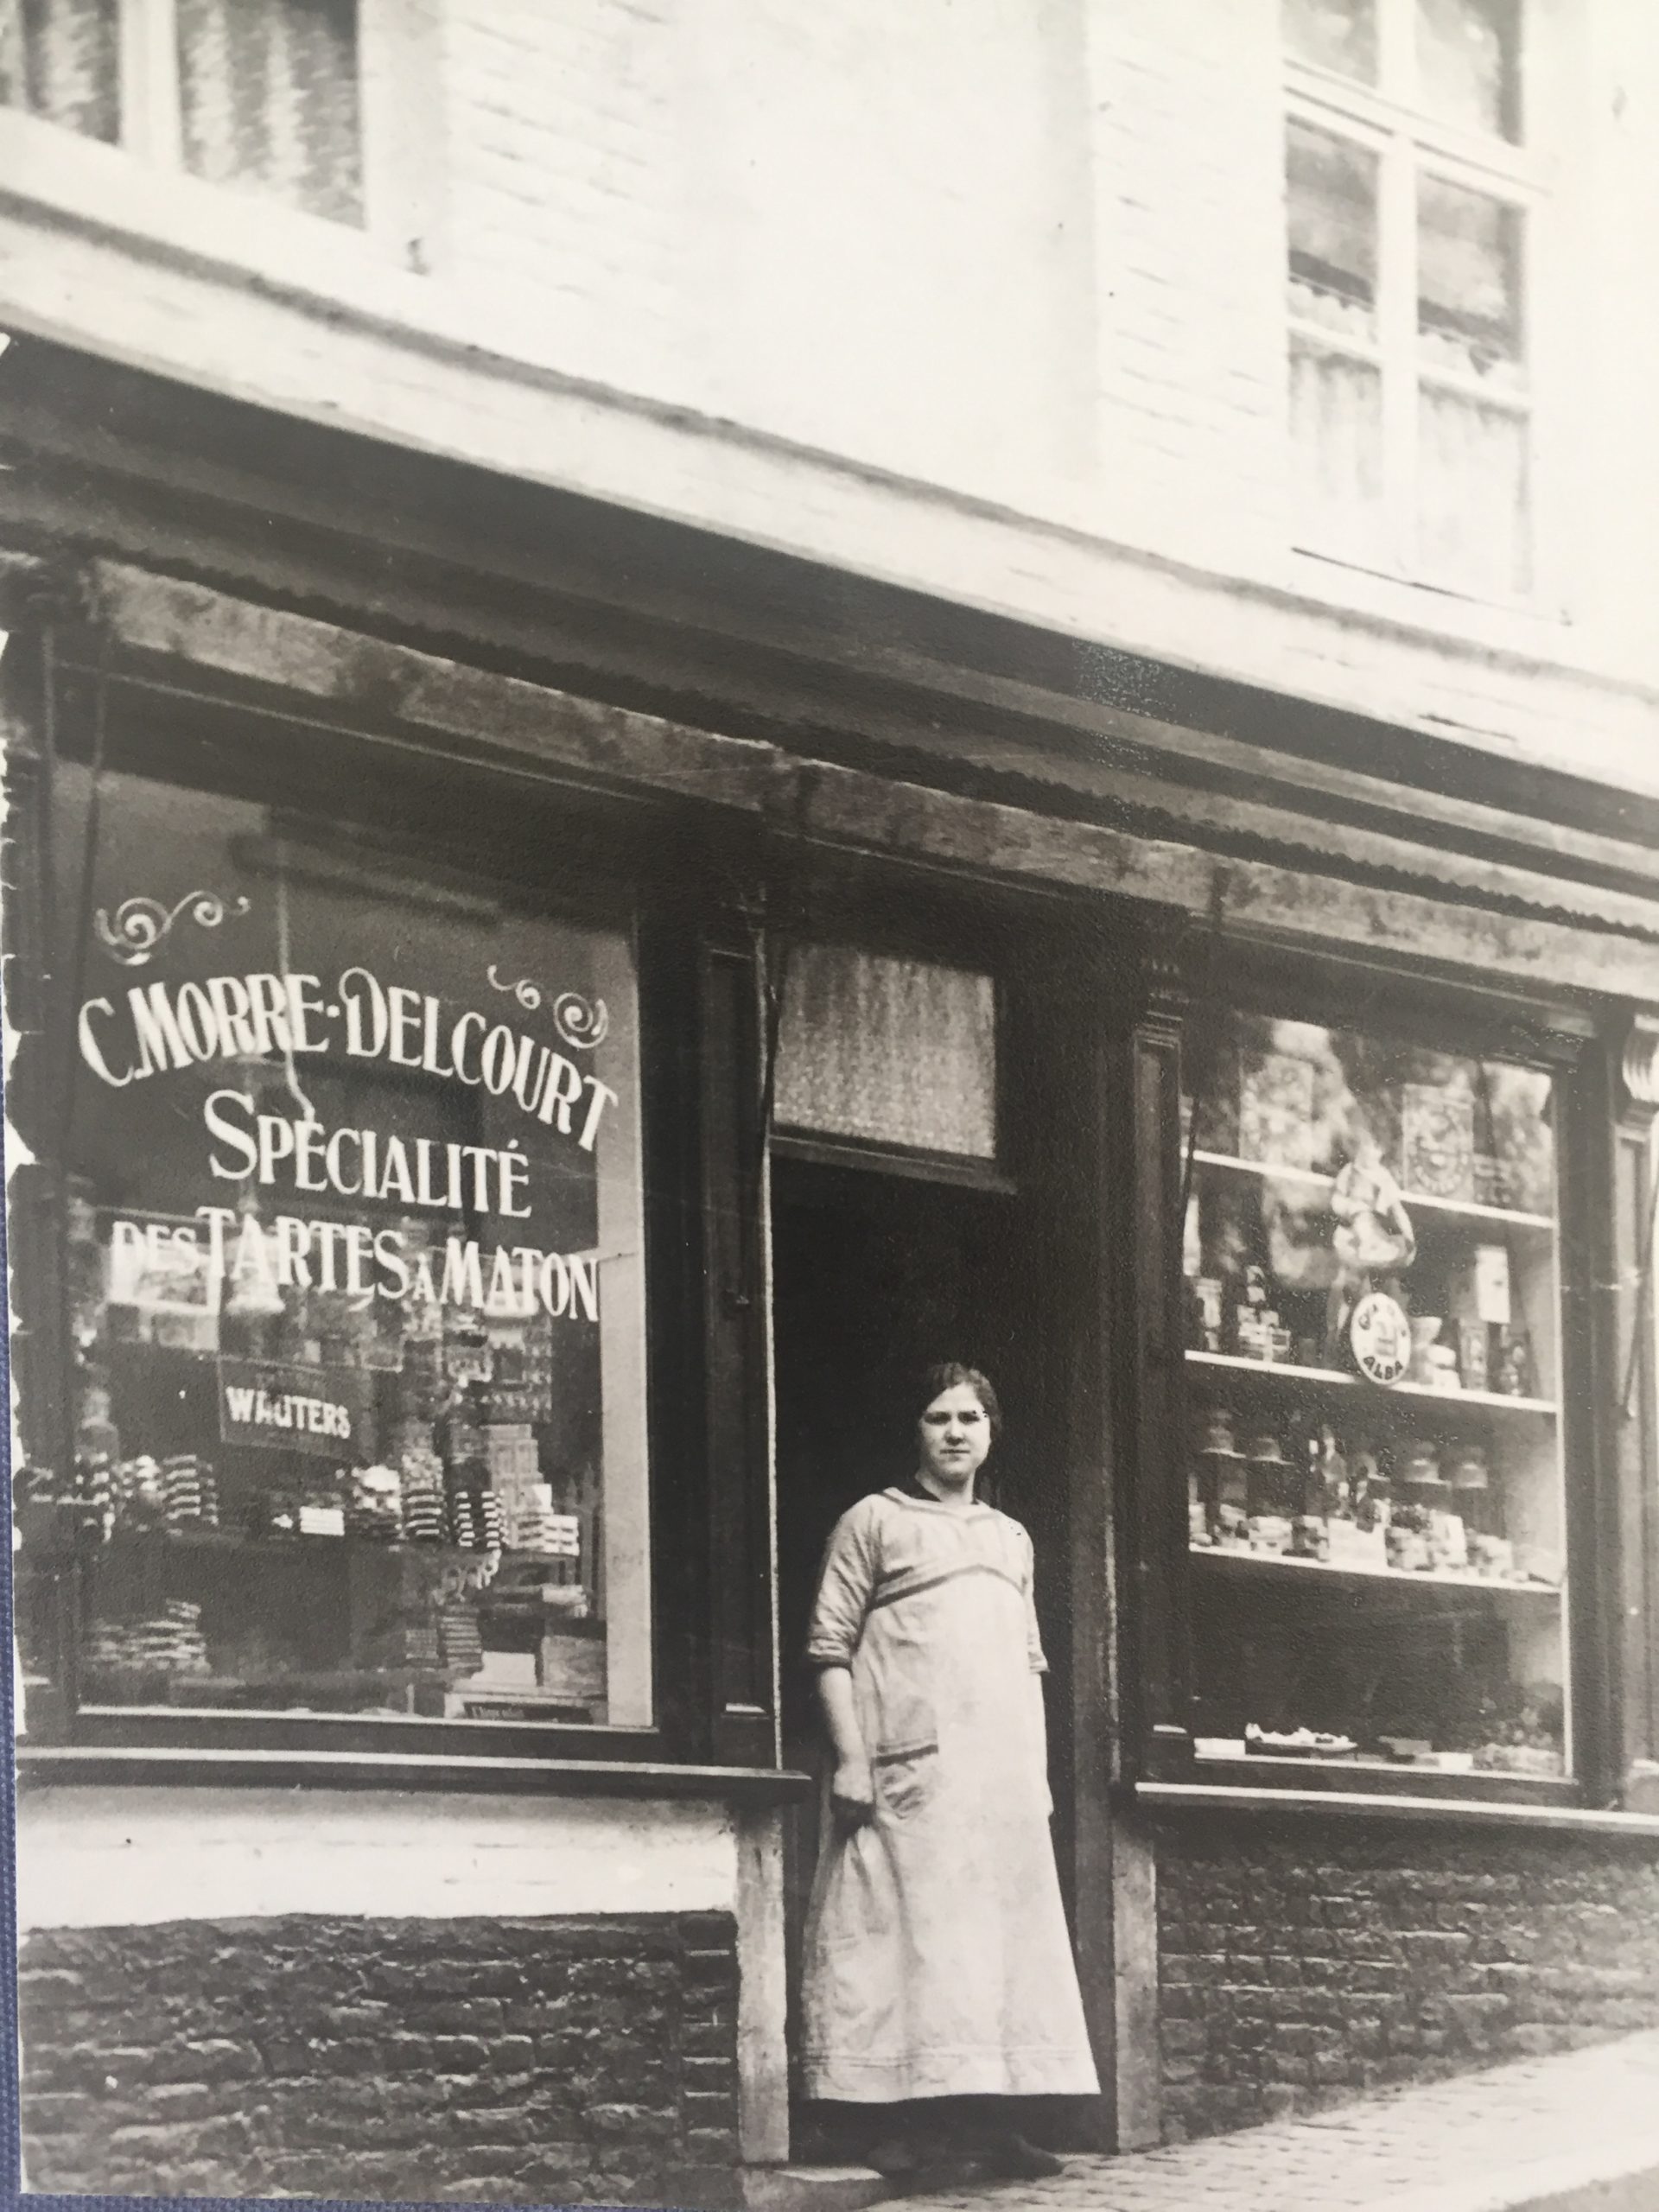 C. MORRE-DELCOURT
SPÉCIALITÉ
DES TARTES À MATON
WAUTERS
ALBA